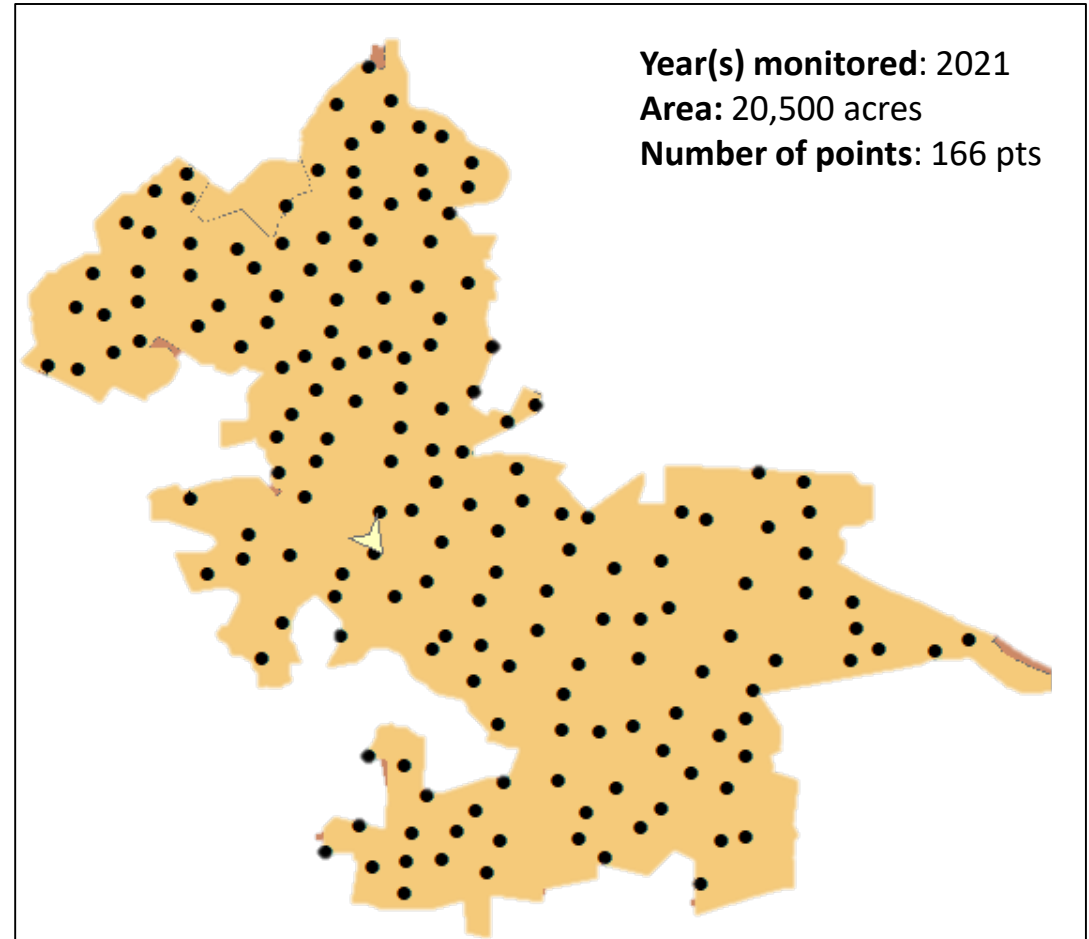 Year(s) monitored: 2021
Area: 20,500 acres
Number of points: 166 pts